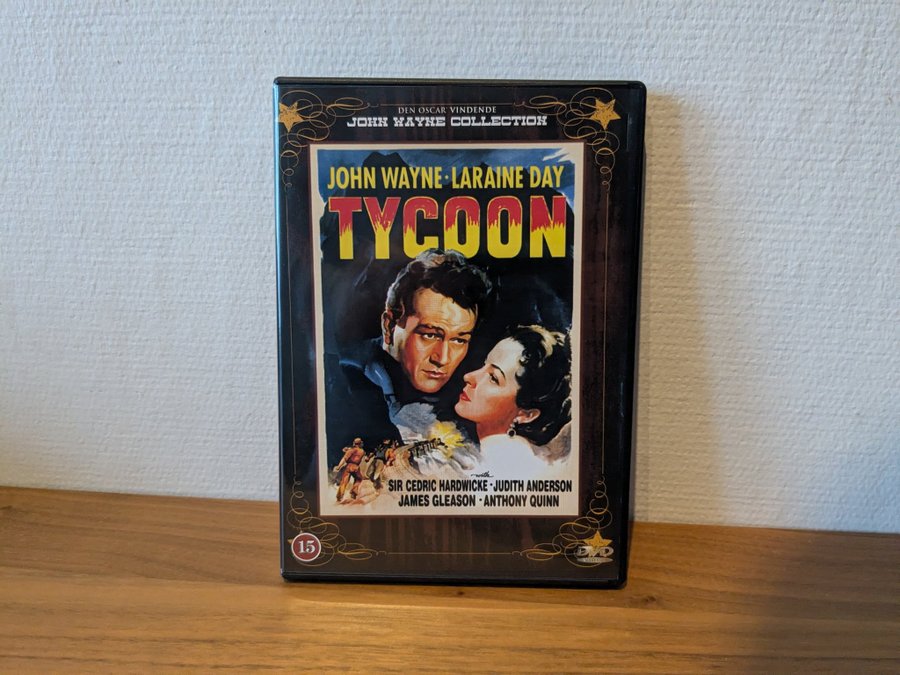 DEN OSCAR VINDENDE
JOHN WAYNE COLLECTION
JOHN WAYNE · LARAINE DAY
TYCOON
with
SIR CEDRIC HARDWICKE · JUDITH ANDERSON
JAMES GLEASON · ANTHONY QUINN
15
DVD